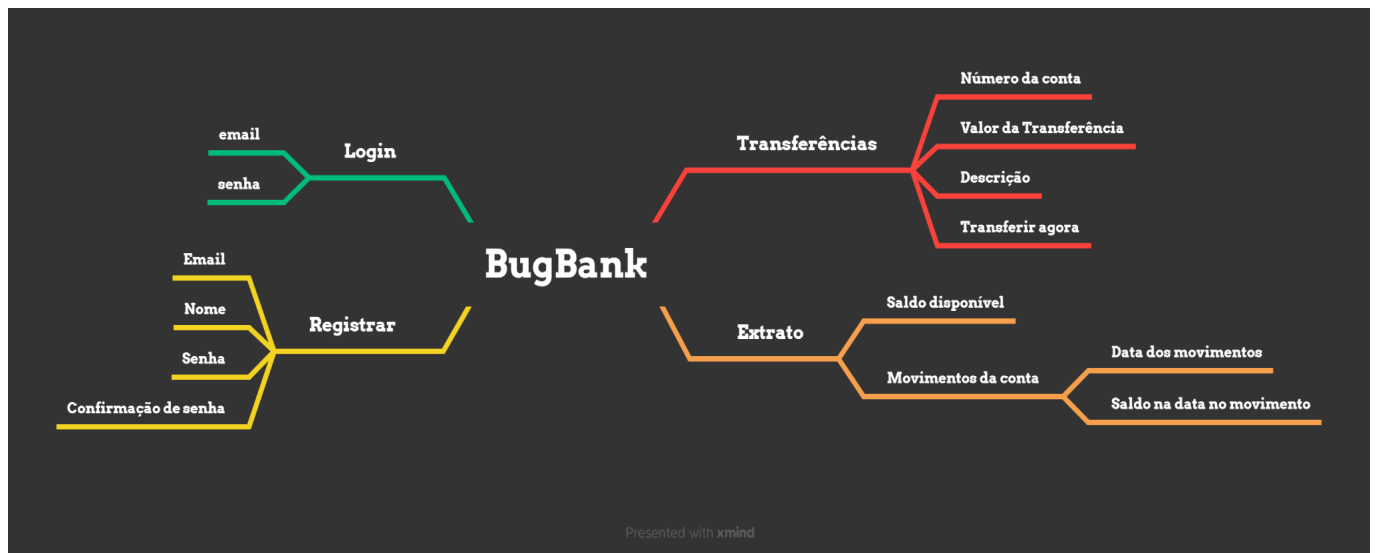 BugBank
Login
email
senha
Registrar
Email
Nome
Senha
Confirmação de senha
Transferências
Número da conta
Valor da Transferência
Descrição
Transferir agora
Extrato
Saldo disponível
Movimentos da conta
Data dos movimentos
Saldo na data no movimento
Presented with xmind